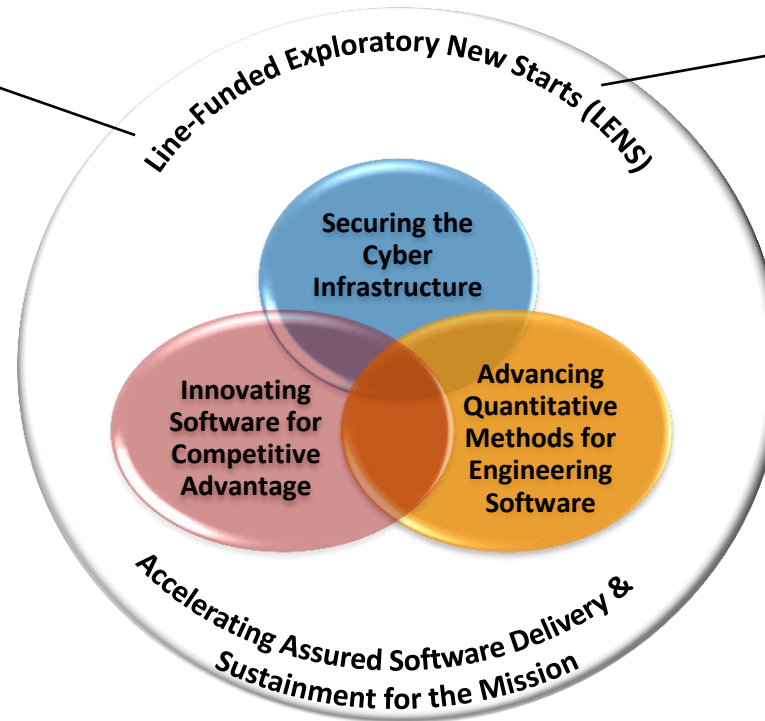 Line-Funded Exploratory New Starts (LENS)
Securing the
Cyber
Infrastructure
Innovating
Software for
Competitive
Advantage
Advancing
Quantitative
Methods for
Engineering
Software
Accelerating Assured Software Delivery &
Sustainment for the Mission